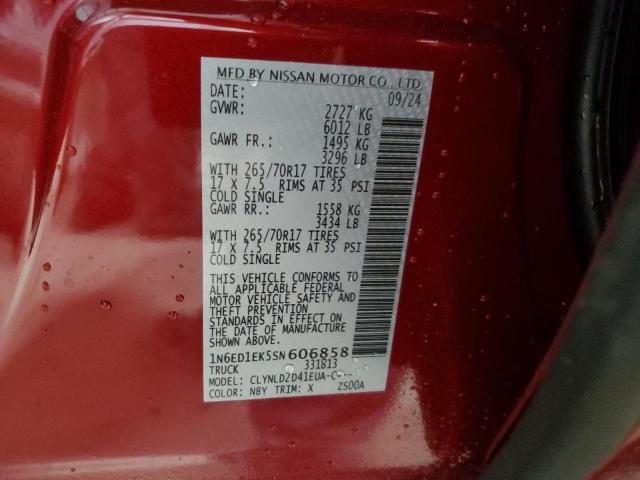 MFD BY NISSAN MOTOR CO., LTD.
DATE: 09/24
GVWR: 2727 KG
6012 LB
GAWR FR.: 1495 KG
3296 LB
WITH 265/70R17 TIRES
17 X 7.5 RIMS AT 35 PSI
COLD SINGLE
GAWR RR.: 1558 KG
3434 LB
WITH 265/70R17 TIRES
17 X 7.5 RIMS AT 35 PSI
COLD SINGLE
THIS VEHICLE CONFORMS TO
ALL APPLICABLE FEDERAL
MOTOR VEHICLE SAFETY AND
THEFT PREVENTION
STANDARDS IN EFFECT ON
THE DATE OF MANUFACTURE
SHOWN ABOVE.
1N6ED1EK5SN606858
TRUCK 331813
MODEL:
COLOR: NBY TRIM: X ZS00A